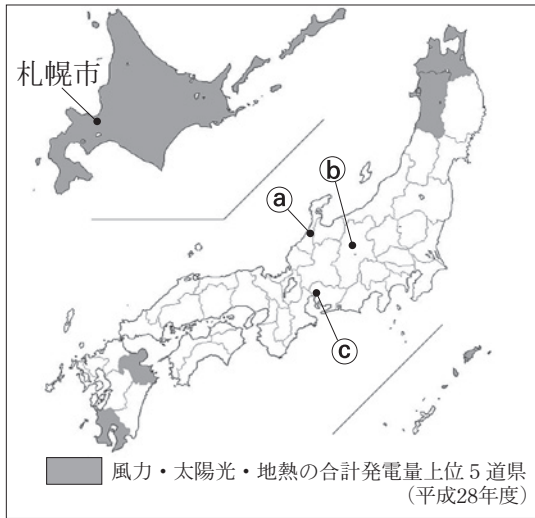 札幌市
ⓐ
ⓑ
ⓒ
風力・太陽光・地熱の合計発電量上位5道県
(平成28年度)